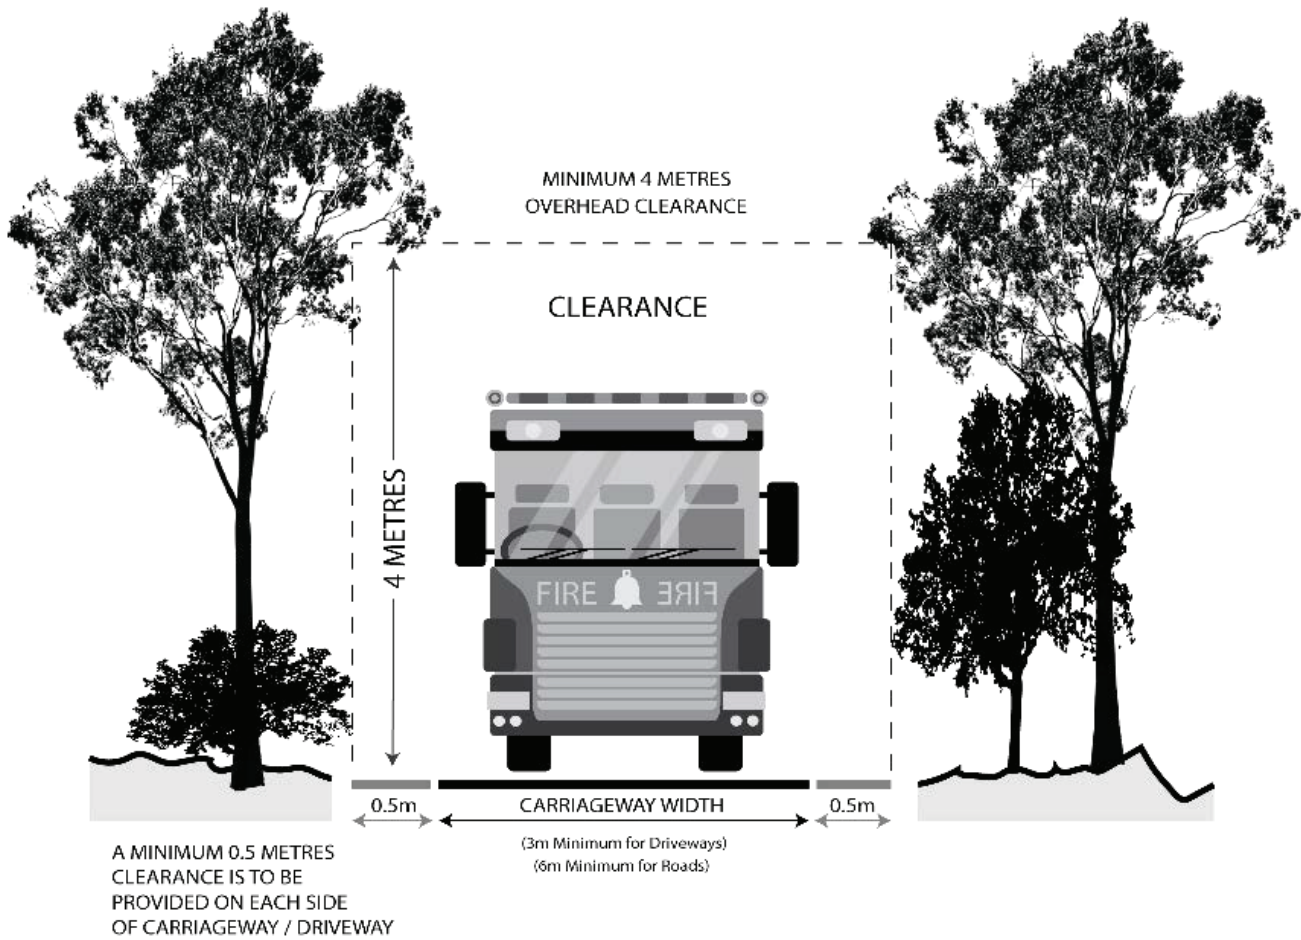 MINIMUM 4 METRES
OVERHEAD CLEARANCE
CLEARANCE
4 METRES
FIRE FIRE
0.5m
CARRIAGEWAY WIDTH
0.5m
(3m Minimum for Driveways)
(6m Minimum for Roads)
A MINIMUM 0.5 METRES
CLEARANCE IS TO BE
PROVIDED ON EACH SIDE
OF CARRIAGEWAY / DRIVEWAY